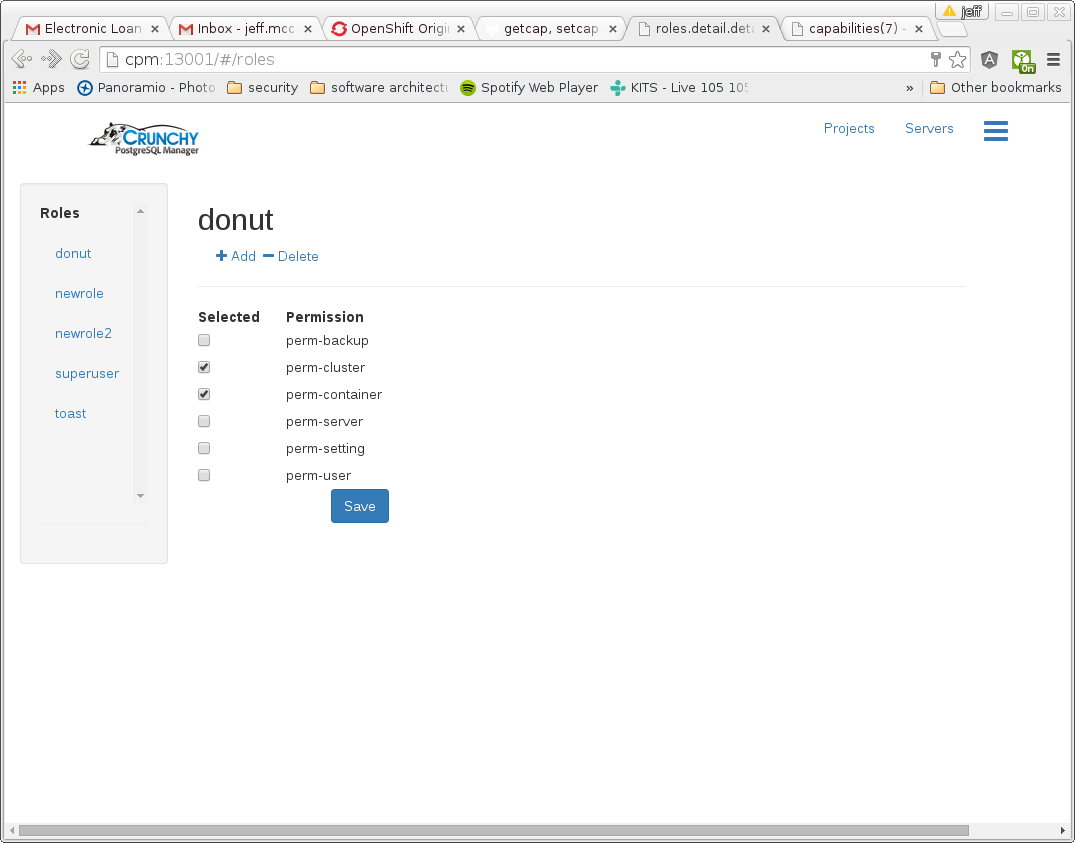 jeff
Electronic Loan
Inbox - jeff.mcc
OpenShift Origi
getcap, setcap
roles.detail.deta
capabilities(7) -
cpm:13001/#/roles
On
Apps
Panoramio - Photo
security
software architectu
Spotify Web Player
KITS - Live 105 105
»
Other bookmarks
CRUNCHY
PostgreSQL Manager
Projects
Servers
Roles
donut
newrole
newrole2
superuser
toast
donut
Add Delete
Selected Permission
perm-backup
perm-cluster
perm-container
perm-server
perm-setting
perm-user
Save